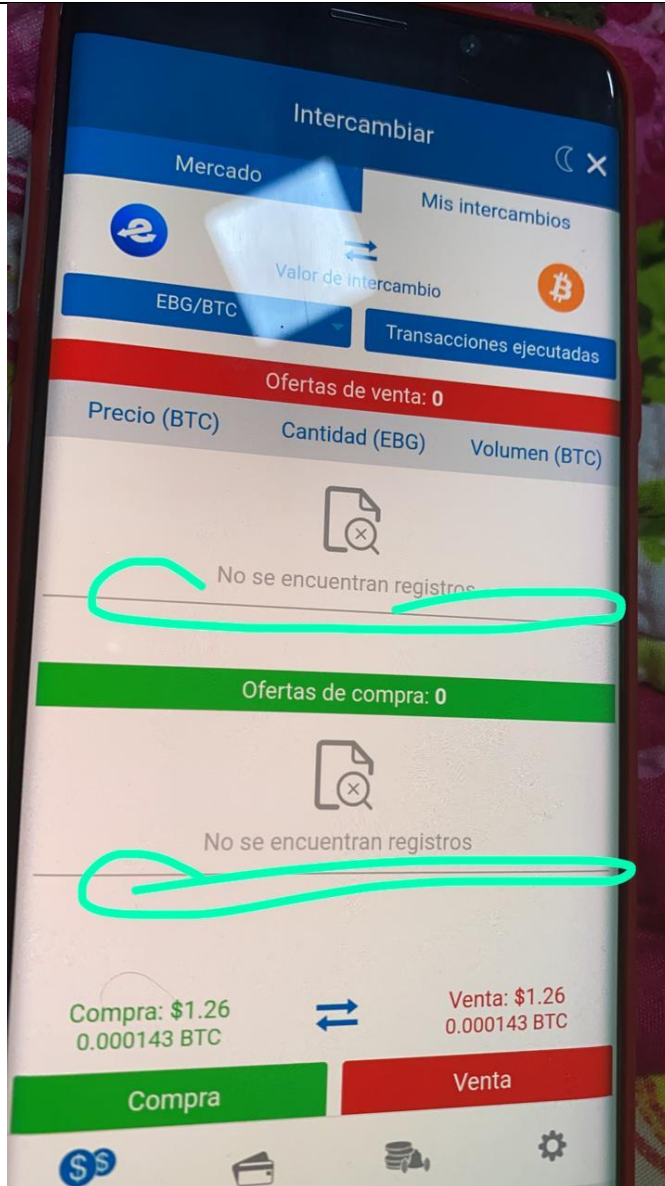 Intercambiar
Mercado
Mis intercambios
Valor de intercambio
EBG/BTC
Transacciones ejecutadas
Ofertas de venta: 0
Precio (BTC) Cantidad (EBG) Volumen (BTC)
No se encuentran registros
Ofertas de compra: 0
No se encuentran registros
Compra: $1.26
0.000143 BTC
Venta: $1.26
0.000143 BTC
Compra
Venta